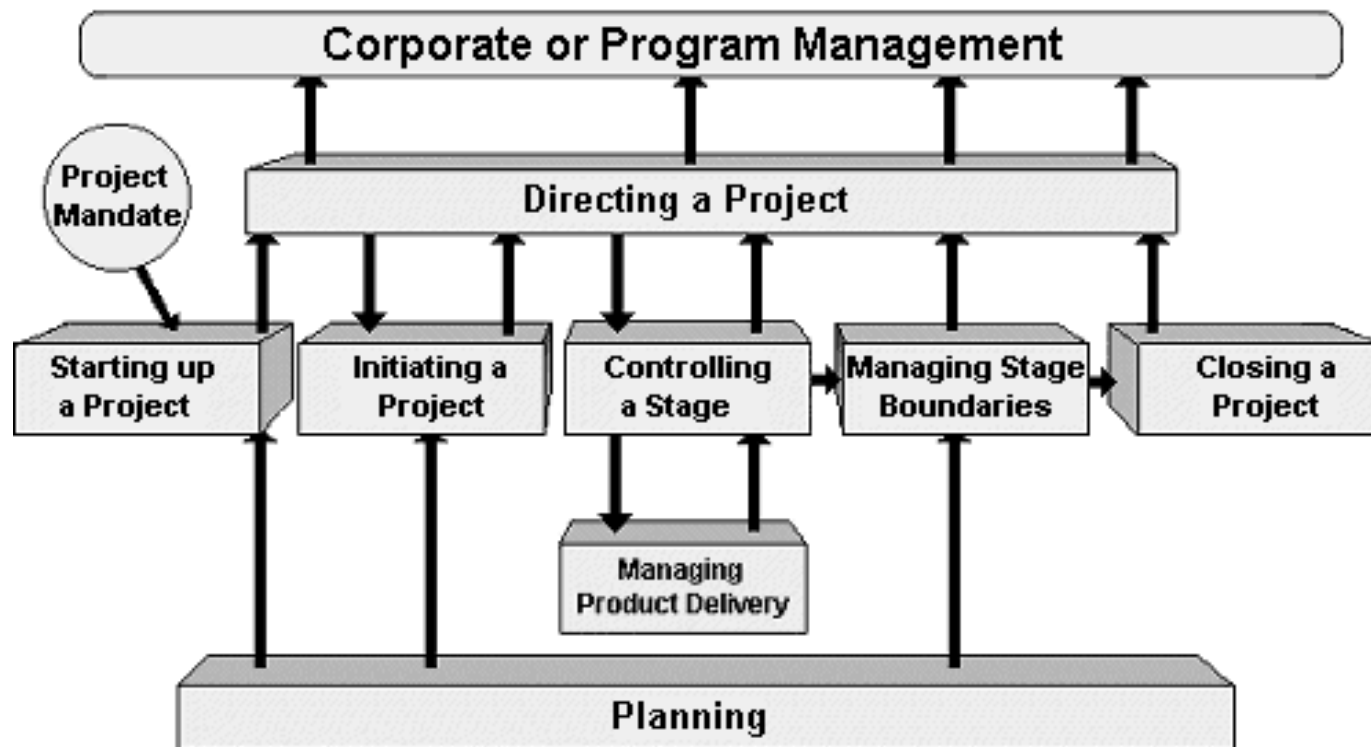 Corporate or Program Management
Project
Mandate
Directing a Project
Starting up
a Project
Initiating a
Project
Controlling
a Stage
Managing Stage
Boundaries
Closing a
Project
Managing
Product Delivery
Planning